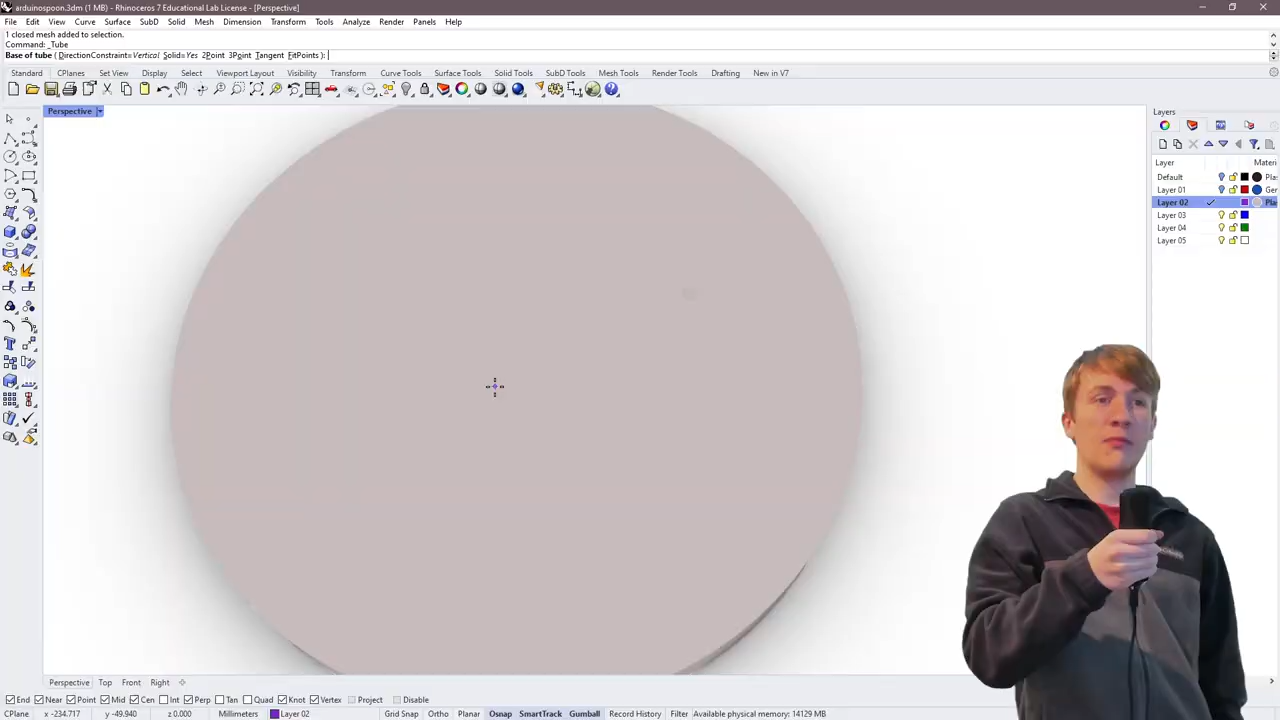 arduinospoon.3dm (1 MB) - Rhinoceros 7 Educational Lab License - [Perspective]
File Edit View Curve Surface SubD Solid Mesh Dimension Transform Tools Analyze Render Panels Help
1 closed mesh added to selection.
Command: _Tube
Base of tube ( DirectionConstraint=Vertical Solid=Yes 2Point 3Point Tangent FitPoints ):
Standard CPlanes Set View Display Select Viewport Layout Visibility Transform Curve Tools Surface Tools Solid Tools SubD Tools Mesh Tools Render Tools Drafting New in V7
Perspective
Layers
Layer Materi
Default Pla
Layer 01 Ger
Layer 02 Pla
Layer 03
Layer 04
Layer 05
Perspective Top Front Right
End Near Point Mid Cen Int Perp Tan Quad Knot Vertex Project Disable
CPlane x -234.717 y -49.940 z 0.000 Millimeters Layer 02 Grid Snap Ortho Planar Osnap SmartTrack Gumball Record History Filter Available physical memory: 14129 MB